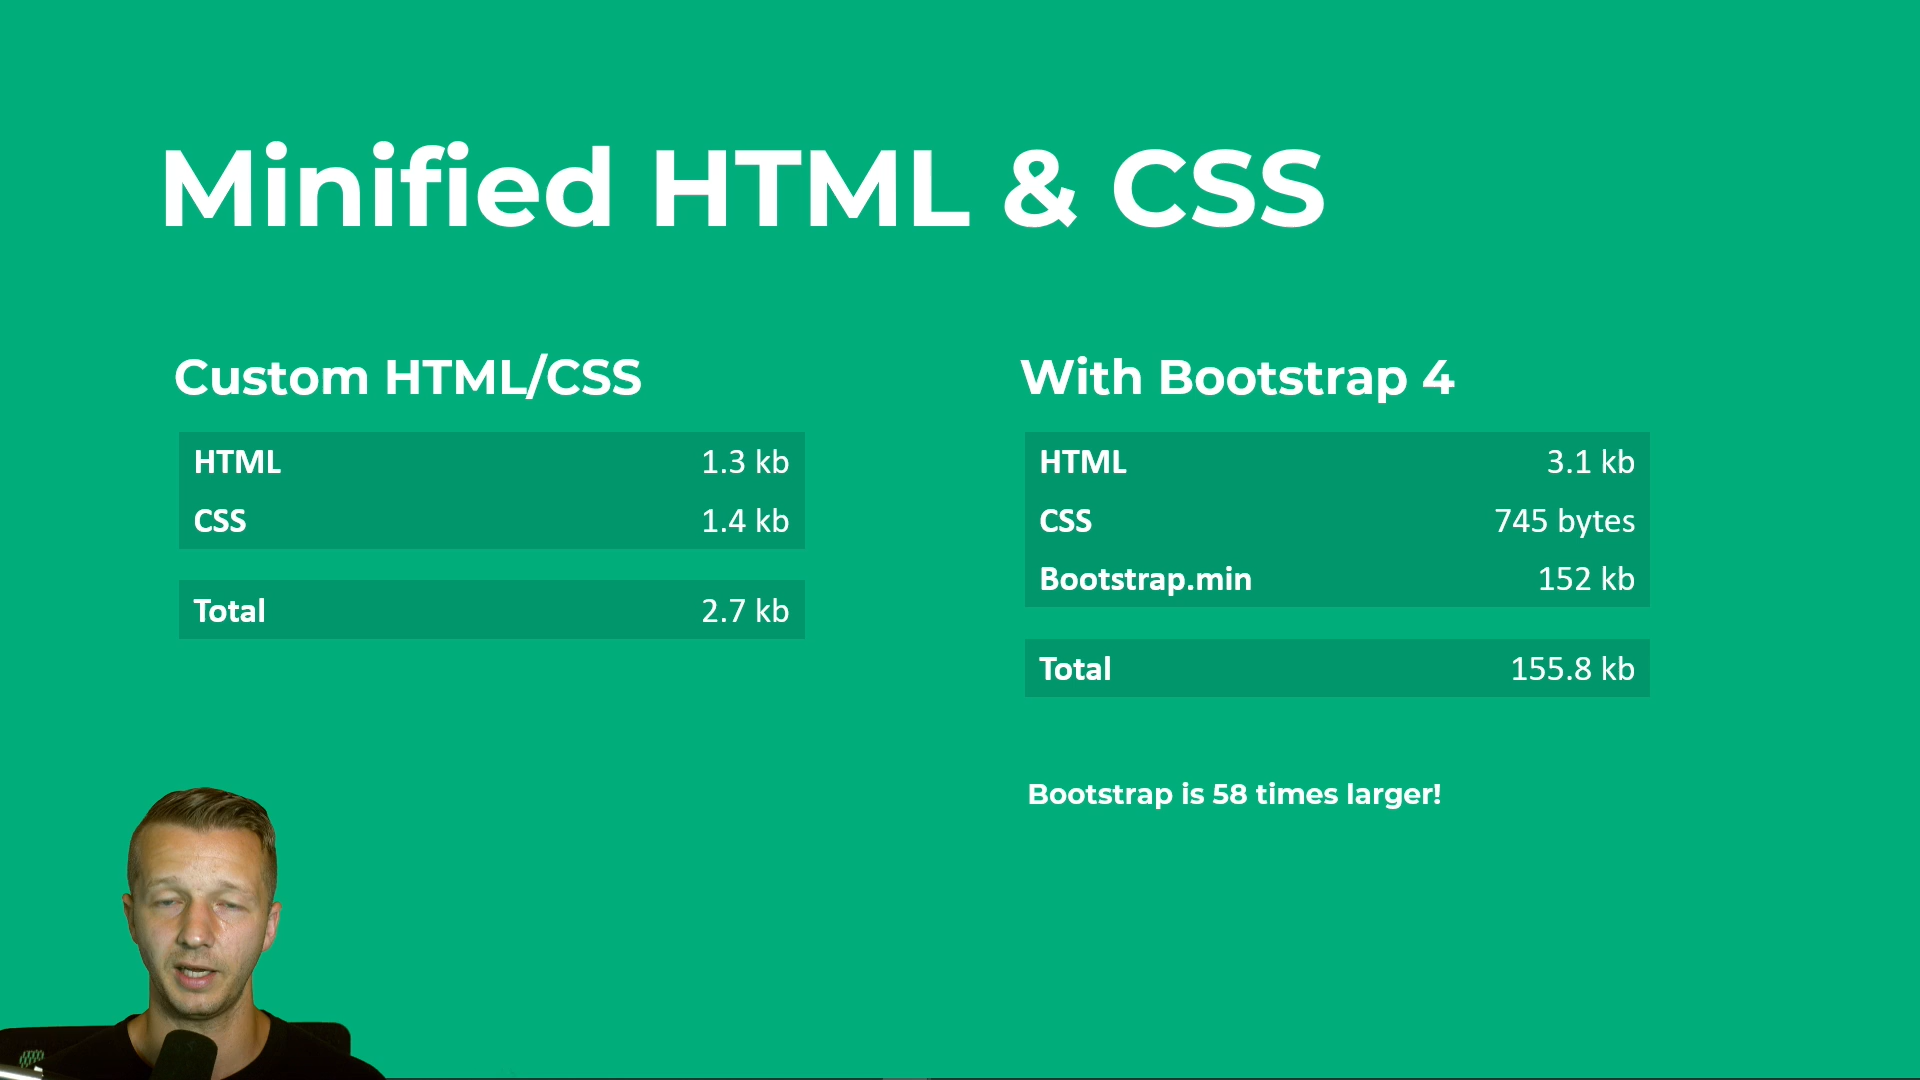 Minified HTML & CSS
Custom HTML/CSS
HTML 1.3 kb
CSS 1.4 kb
Total 2.7 kb
With Bootstrap 4
HTML 3.1 kb
CSS 745 bytes
Bootstrap.min 152 kb
Total 155.8 kb
Bootstrap is 58 times larger!